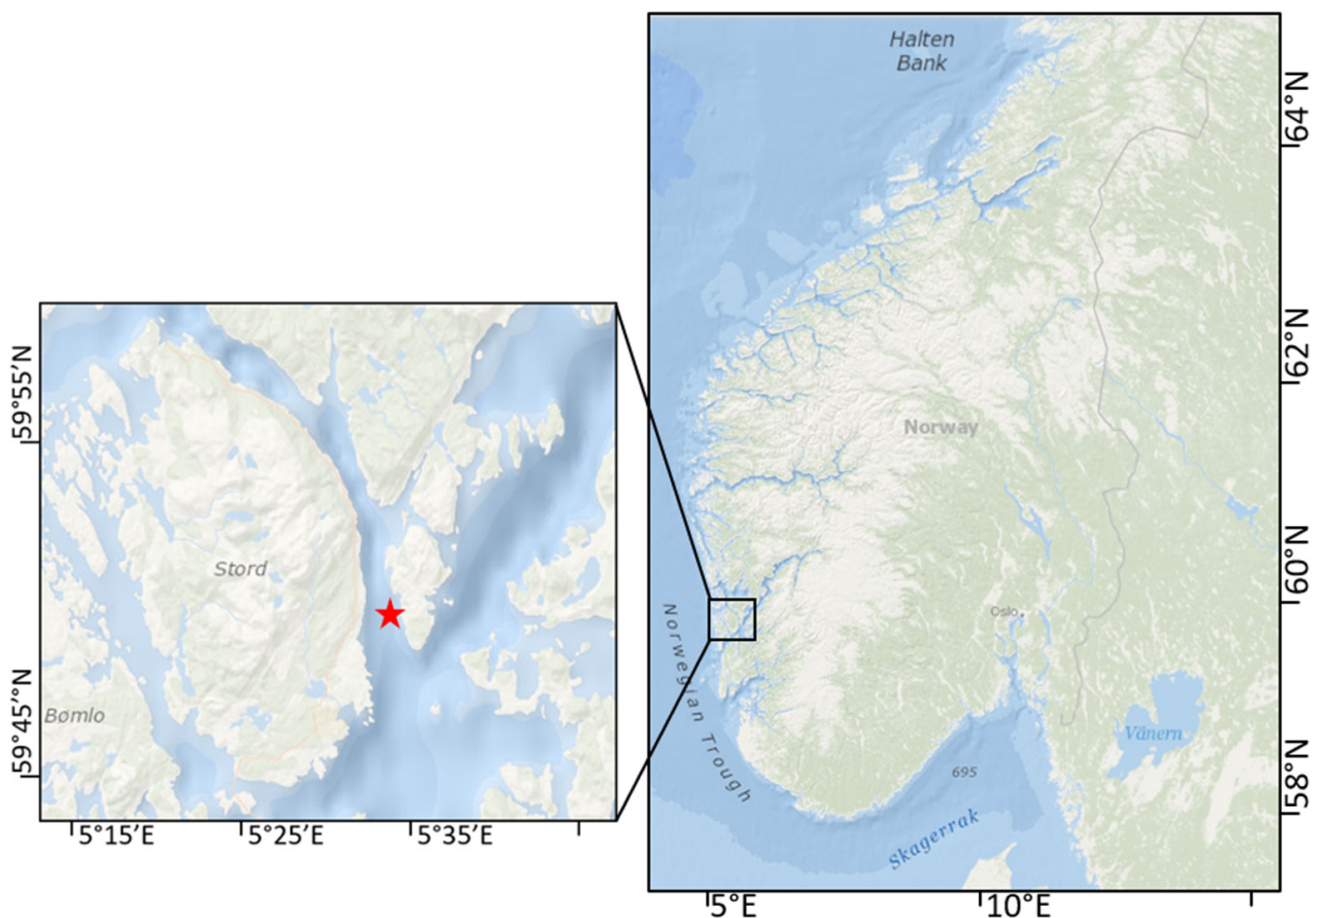 Halten
Bank
64°N
62°N
Norway
60°N
Oslo
Norwegian Trough
Vänern
695
58°N
Skagerrak
5°E
10°E
59°55′N
Stord
59°45′N
Bømlo
5°15′E
5°25′E
5°35′E